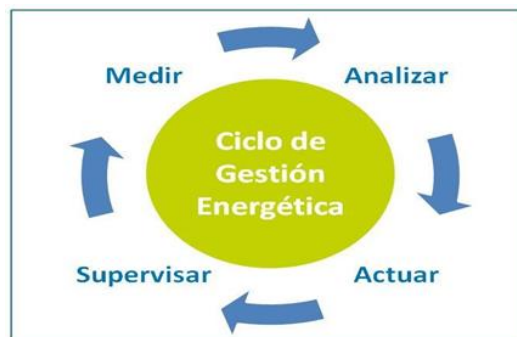 Medir
Analizar
Ciclo de
Gestión
Energética
Supervisar
Actuar